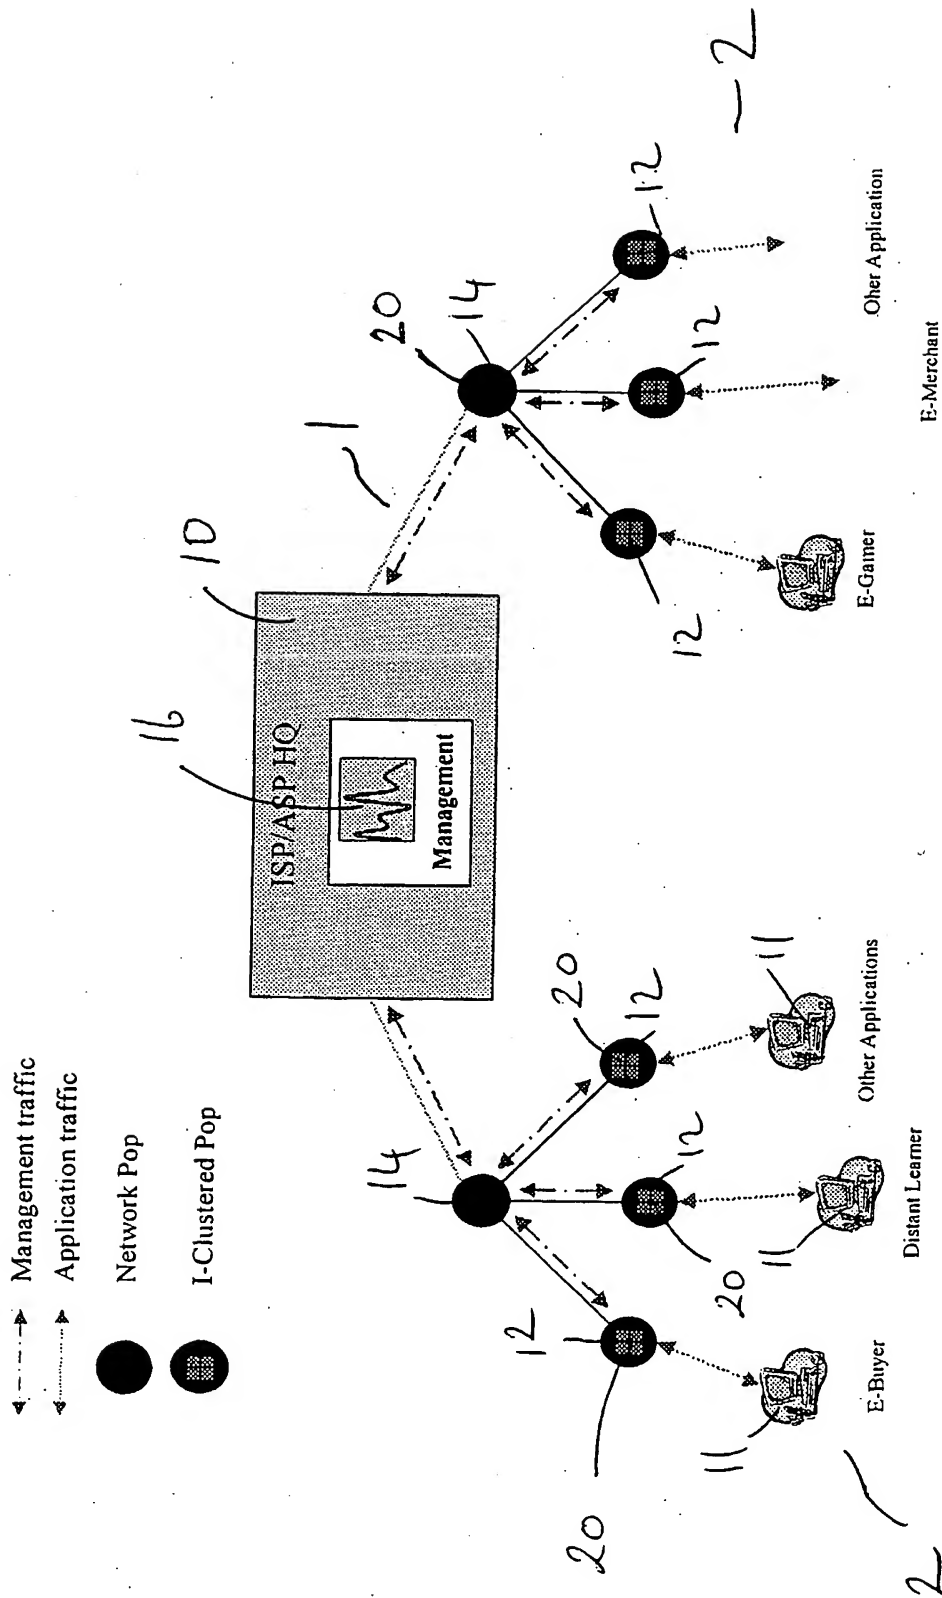 Management traffic
Application traffic
Network Pop
I-Clustered Pop
ISP/ASP HQ
Management
16
10
1
14
20
14
12
20
12
12
20
20
12
12
12
12
2
11
11
11
E-Buyer
Distant Learner
Other Applications
E-Gamer
E-Merchant
Oher Application
2